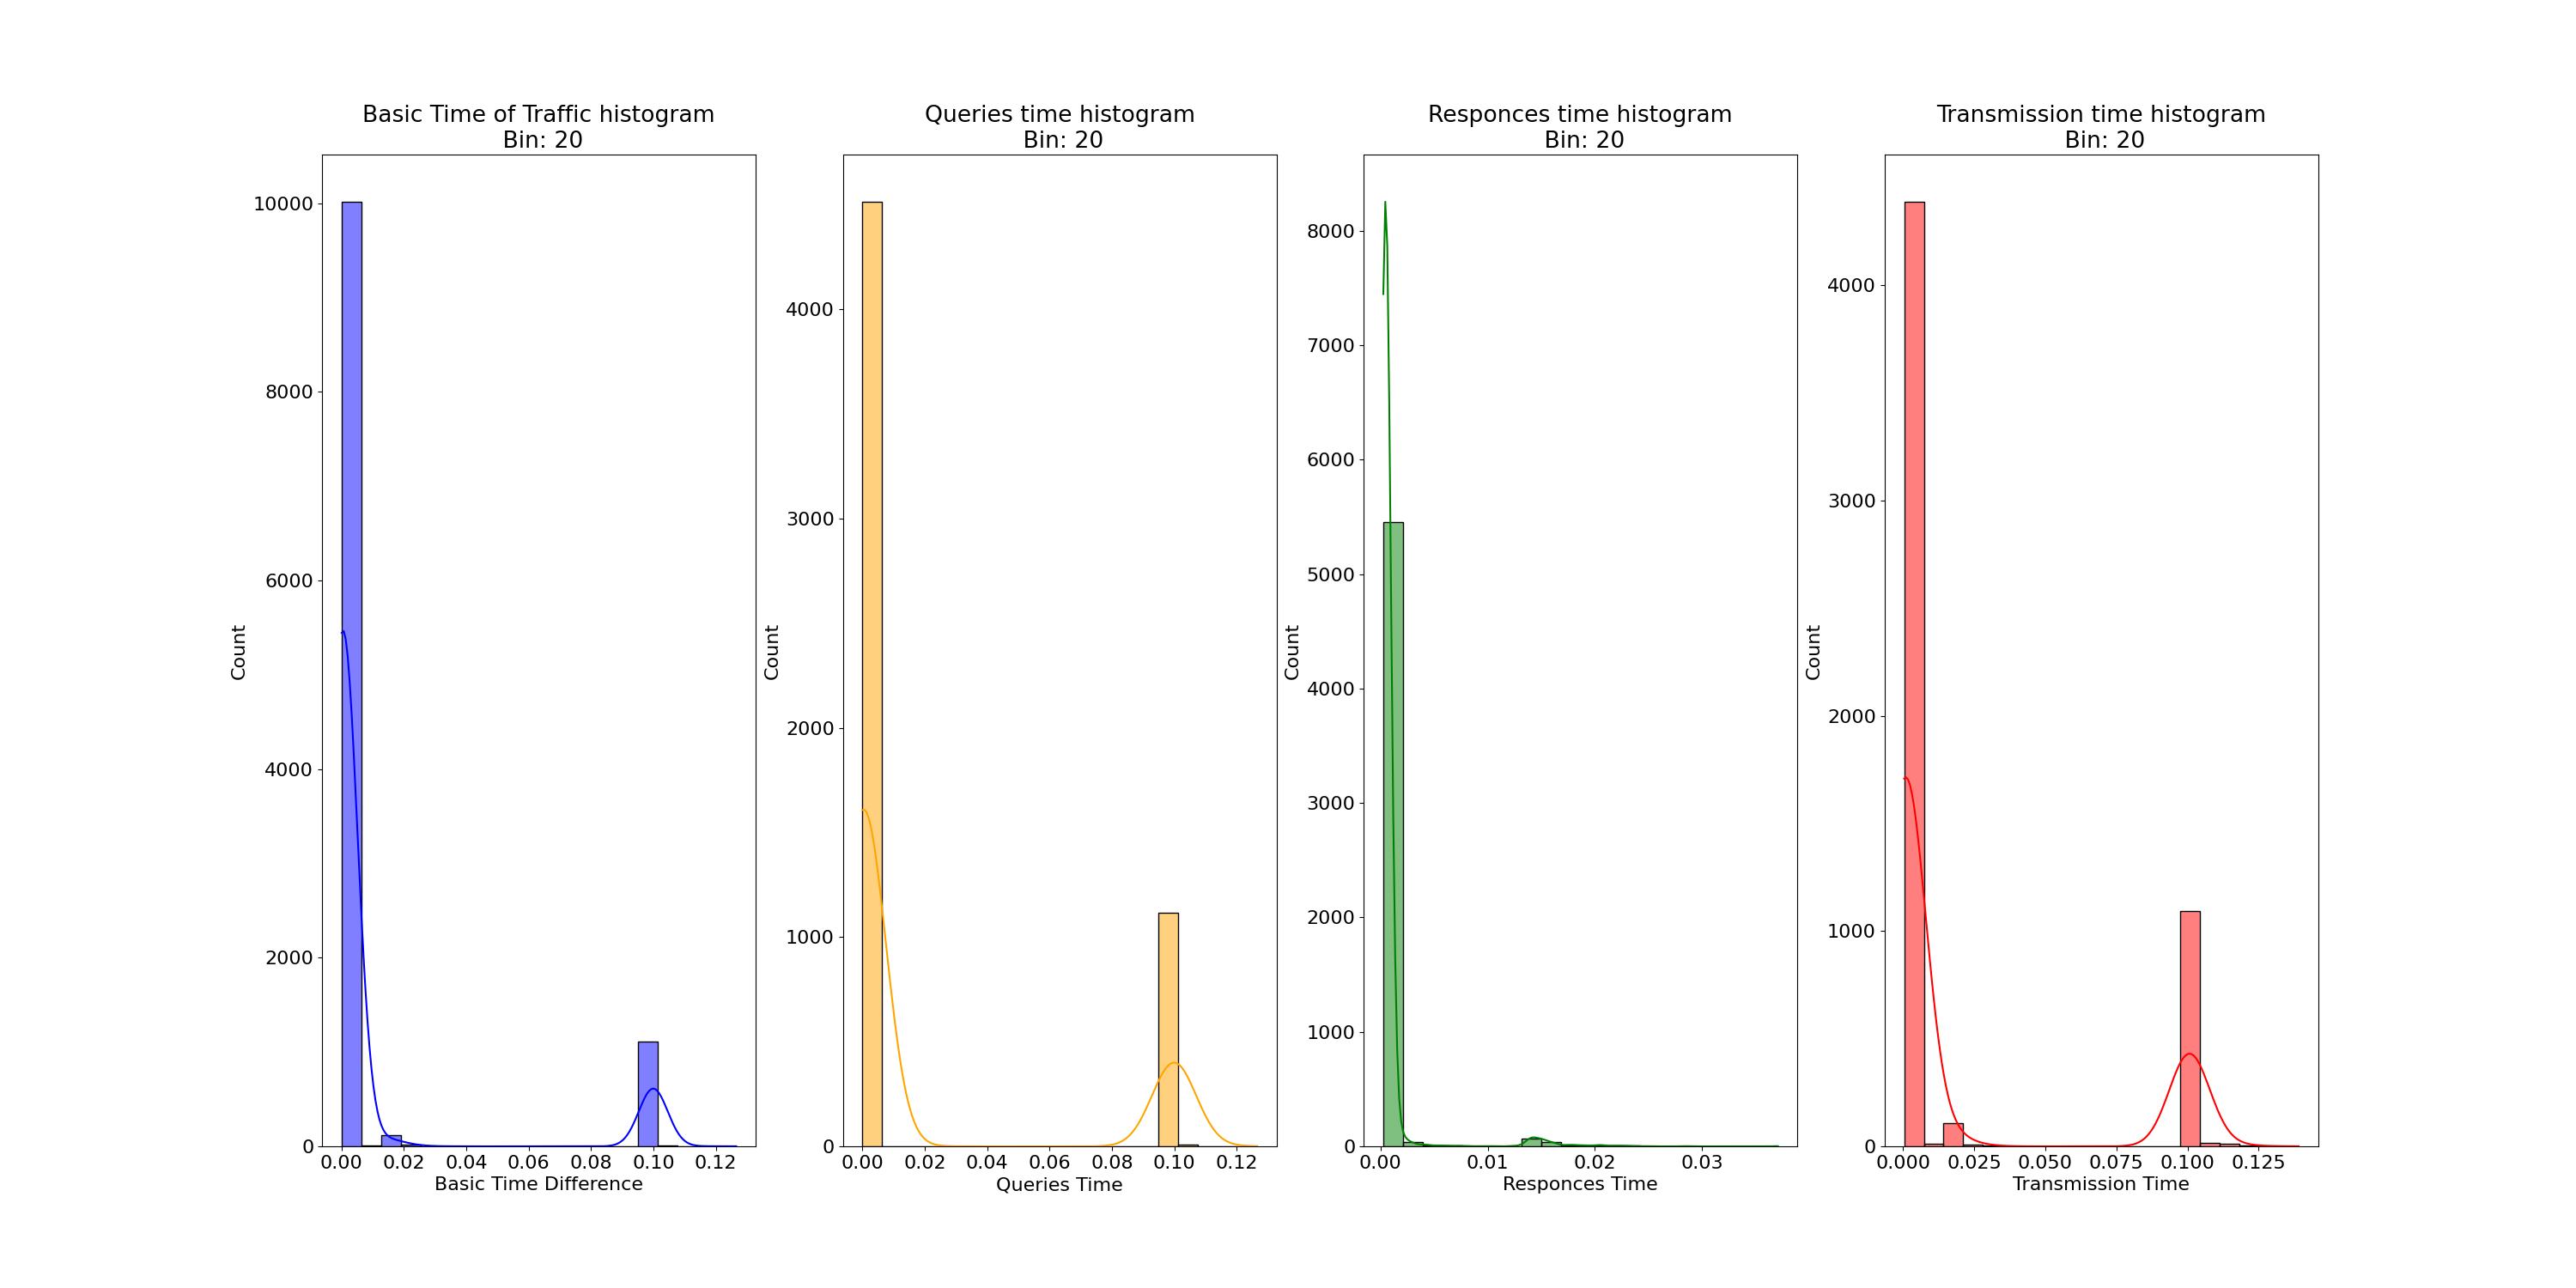 Basic Time of Traffic histogram
Bin: 20
10000
8000
6000
4000
2000
0
Count
0.00 0.02 0.04 0.06 0.08 0.10 0.12
Basic Time Difference
Queries time histogram
Bin: 20
4000
3000
2000
1000
0
Count
0.00 0.02 0.04 0.06 0.08 0.10 0.12
Queries Time
Responces time histogram
Bin: 20
8000
7000
6000
5000
4000
3000
2000
1000
0
Count
0.00 0.01 0.02 0.03
Responces Time
Transmission time histogram
Bin: 20
4000
3000
2000
1000
0
Count
0.000 0.025 0.050 0.075 0.100 0.125
Transmission Time